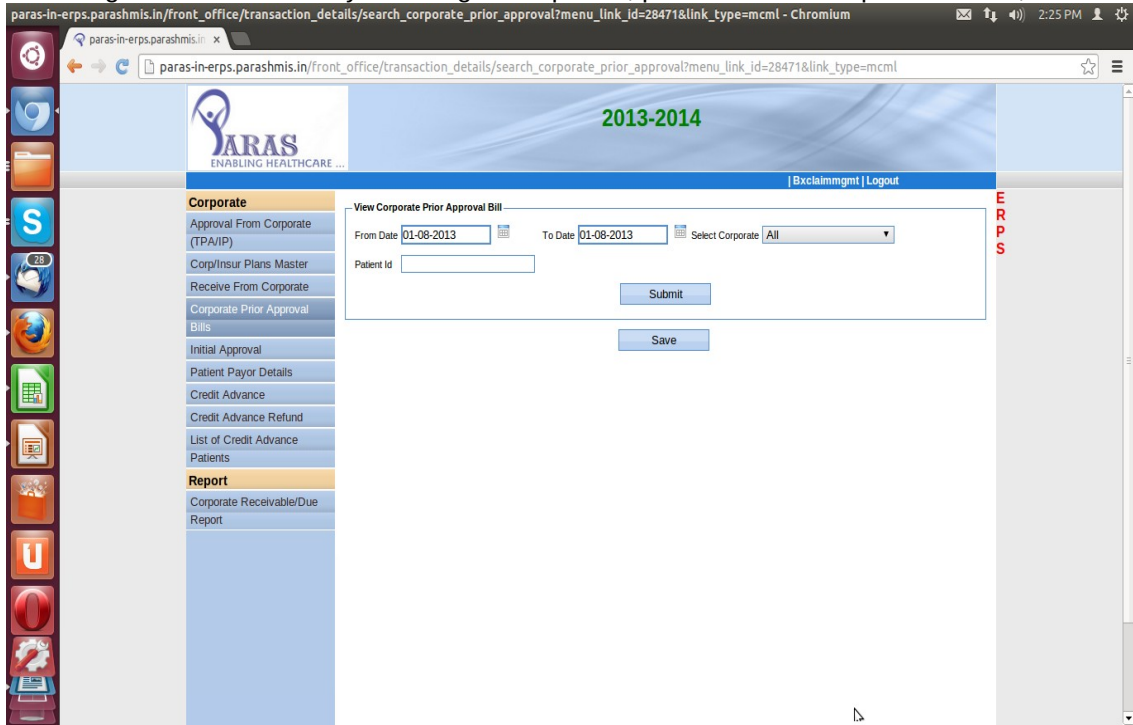 paras-in-erps.parashmis.in/front_office/transaction_details/search_corporate_prior_approval?menu_link_id=28471&link_type=mcml - Chromium
2:25 PM
paras-in-erps.parashmis.in ×
paras-in-erps.parashmis.in/front_office/transaction_details/search_corporate_prior_approval?menu_link_id=28471&link_type=mcml
PARAS
ENABLING HEALTHCARE ...
2013-2014
| Bxclaimmgmt | Logout
E
R
P
S
Corporate
Approval From Corporate
(TPA/IP)
Corp/Insur Plans Master
Receive From Corporate
Corporate Prior Approval
Bills
Initial Approval
Patient Payor Details
Credit Advance
Credit Advance Refund
List of Credit Advance
Patients
Report
Corporate Receivable/Due
Report
View Corporate Prior Approval Bill
From Date 01-08-2013 To Date 01-08-2013 Select Corporate All
Patient Id
Submit
Save
S
28
U